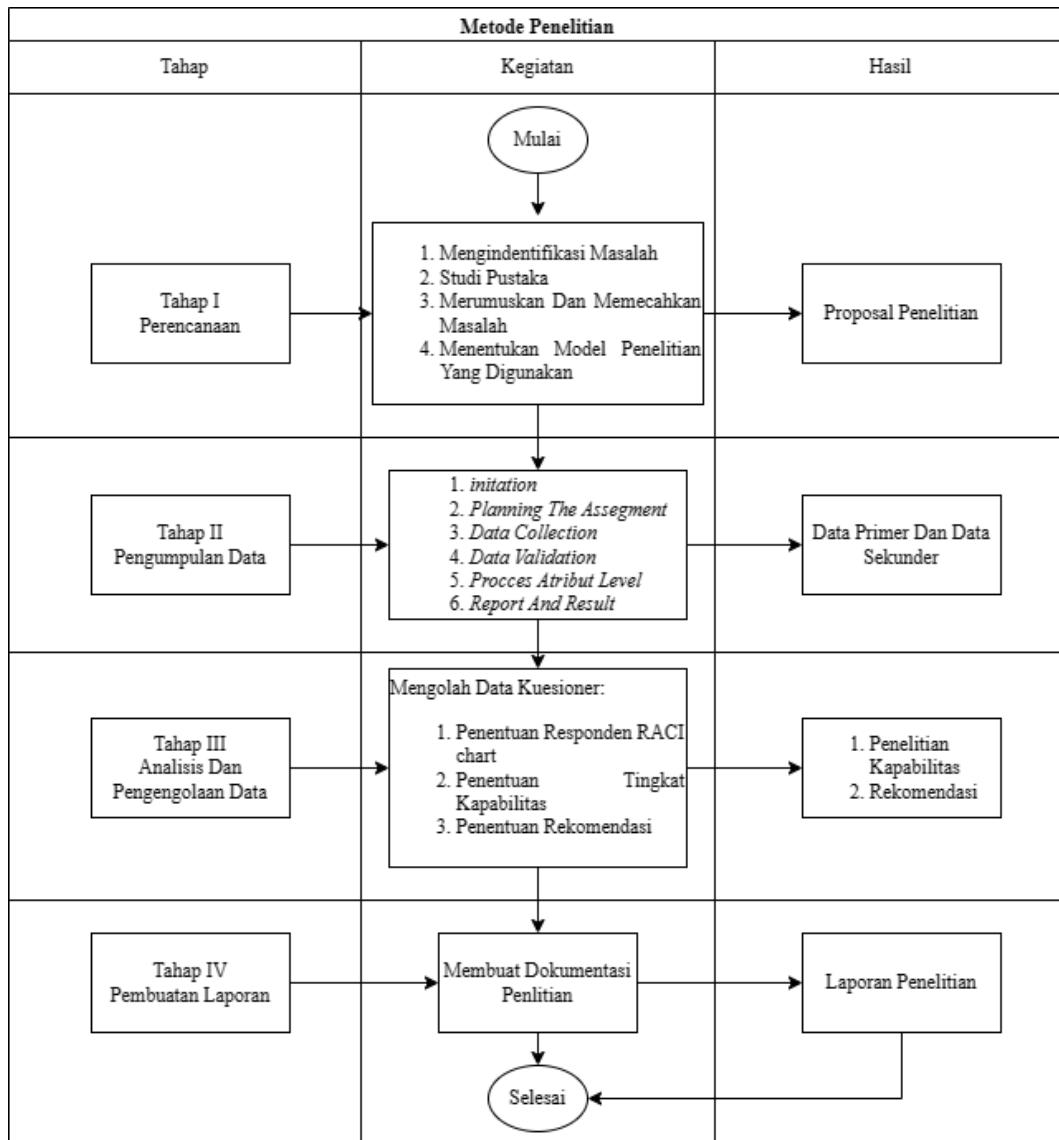 Metode Penelitian
Tahap
Kegiatan
Hasil
Mulai
Tahap I
Perencanaan
1. Mengindentifikasi Masalah
2. Studi Pustaka
3. Merumuskan Dan Memecahkan
Masalah
4. Menentukan Model Penelitian
Yang Digunakan
Proposal Penelitian
Tahap II
Pengumpulan Data
1. initation
2. Planning The Assegment
3. Data Collection
4. Data Validation
5. Procces Atribut Level
6. Report And Result
Data Primer Dan Data
Sekunder
Tahap III
Analisis Dan
Pengengolaan Data
Mengolah Data Kuesioner:
1. Penentuan Responden RACI
chart
2. Penentuan Tingkat
Kapabilitas
3. Penentuan Rekomendasi
1. Penelitian
Kapabilitas
2. Rekomendasi
Tahap IV
Pembuatan Laporan
Membuat Dokumentasi
Penlitian
Laporan Penelitian
Selesai